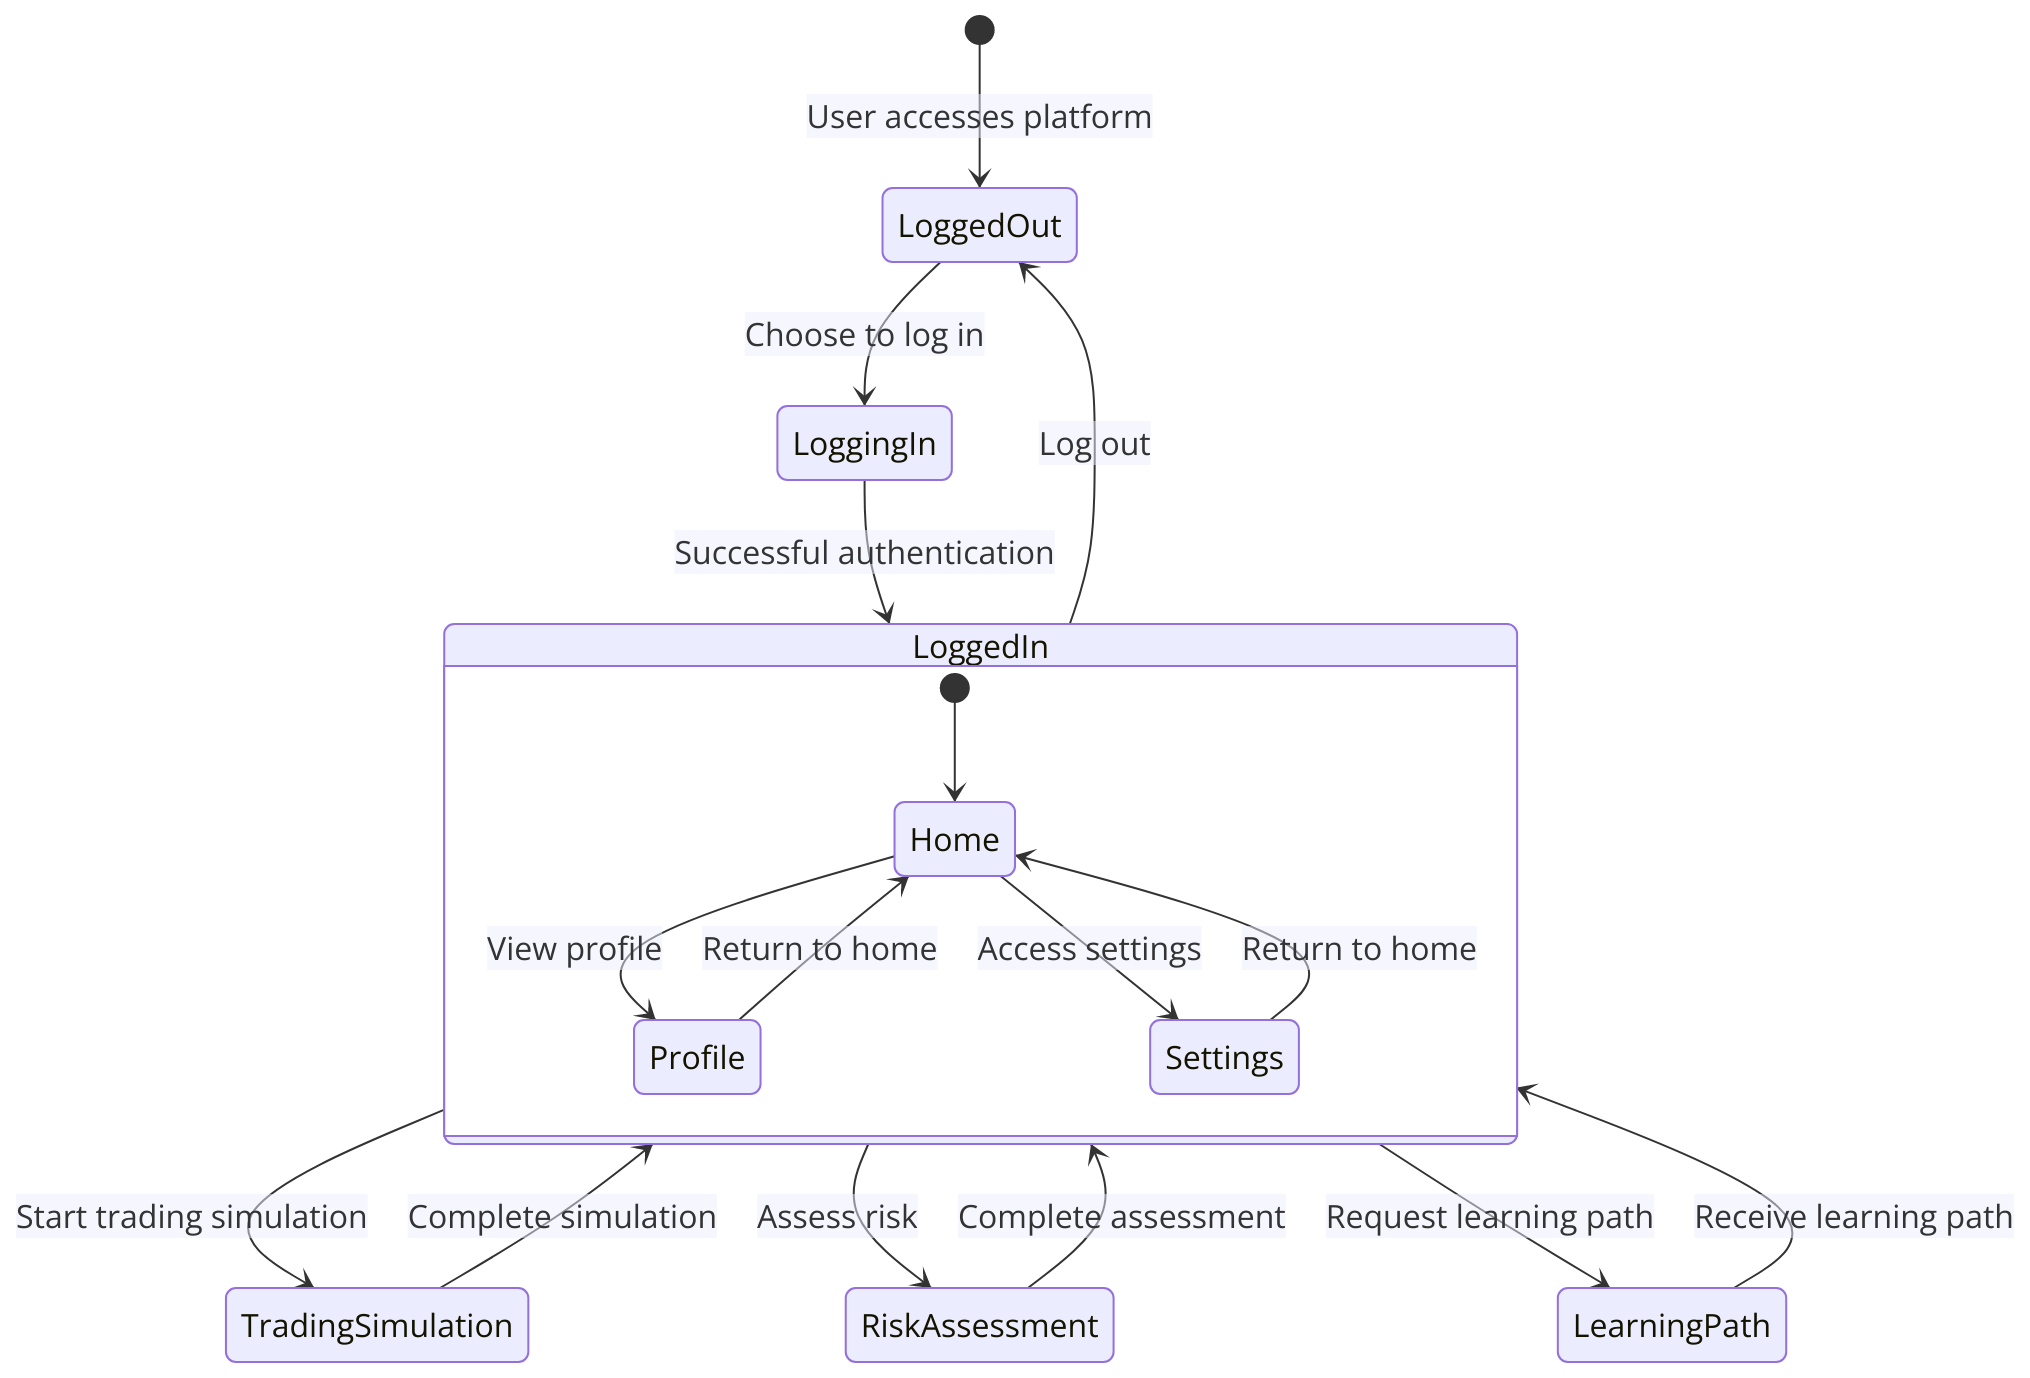 User accesses platform
LoggedOut
Choose to log in
LoggingIn
Log out
Successful authentication
LoggedIn
Home
View profile
Return to home
Access settings
Return to home
Profile
Settings
Start trading simulation
Complete simulation
Assess risk
Complete assessment
Request learning path
Receive learning path
TradingSimulation
RiskAssessment
LearningPath